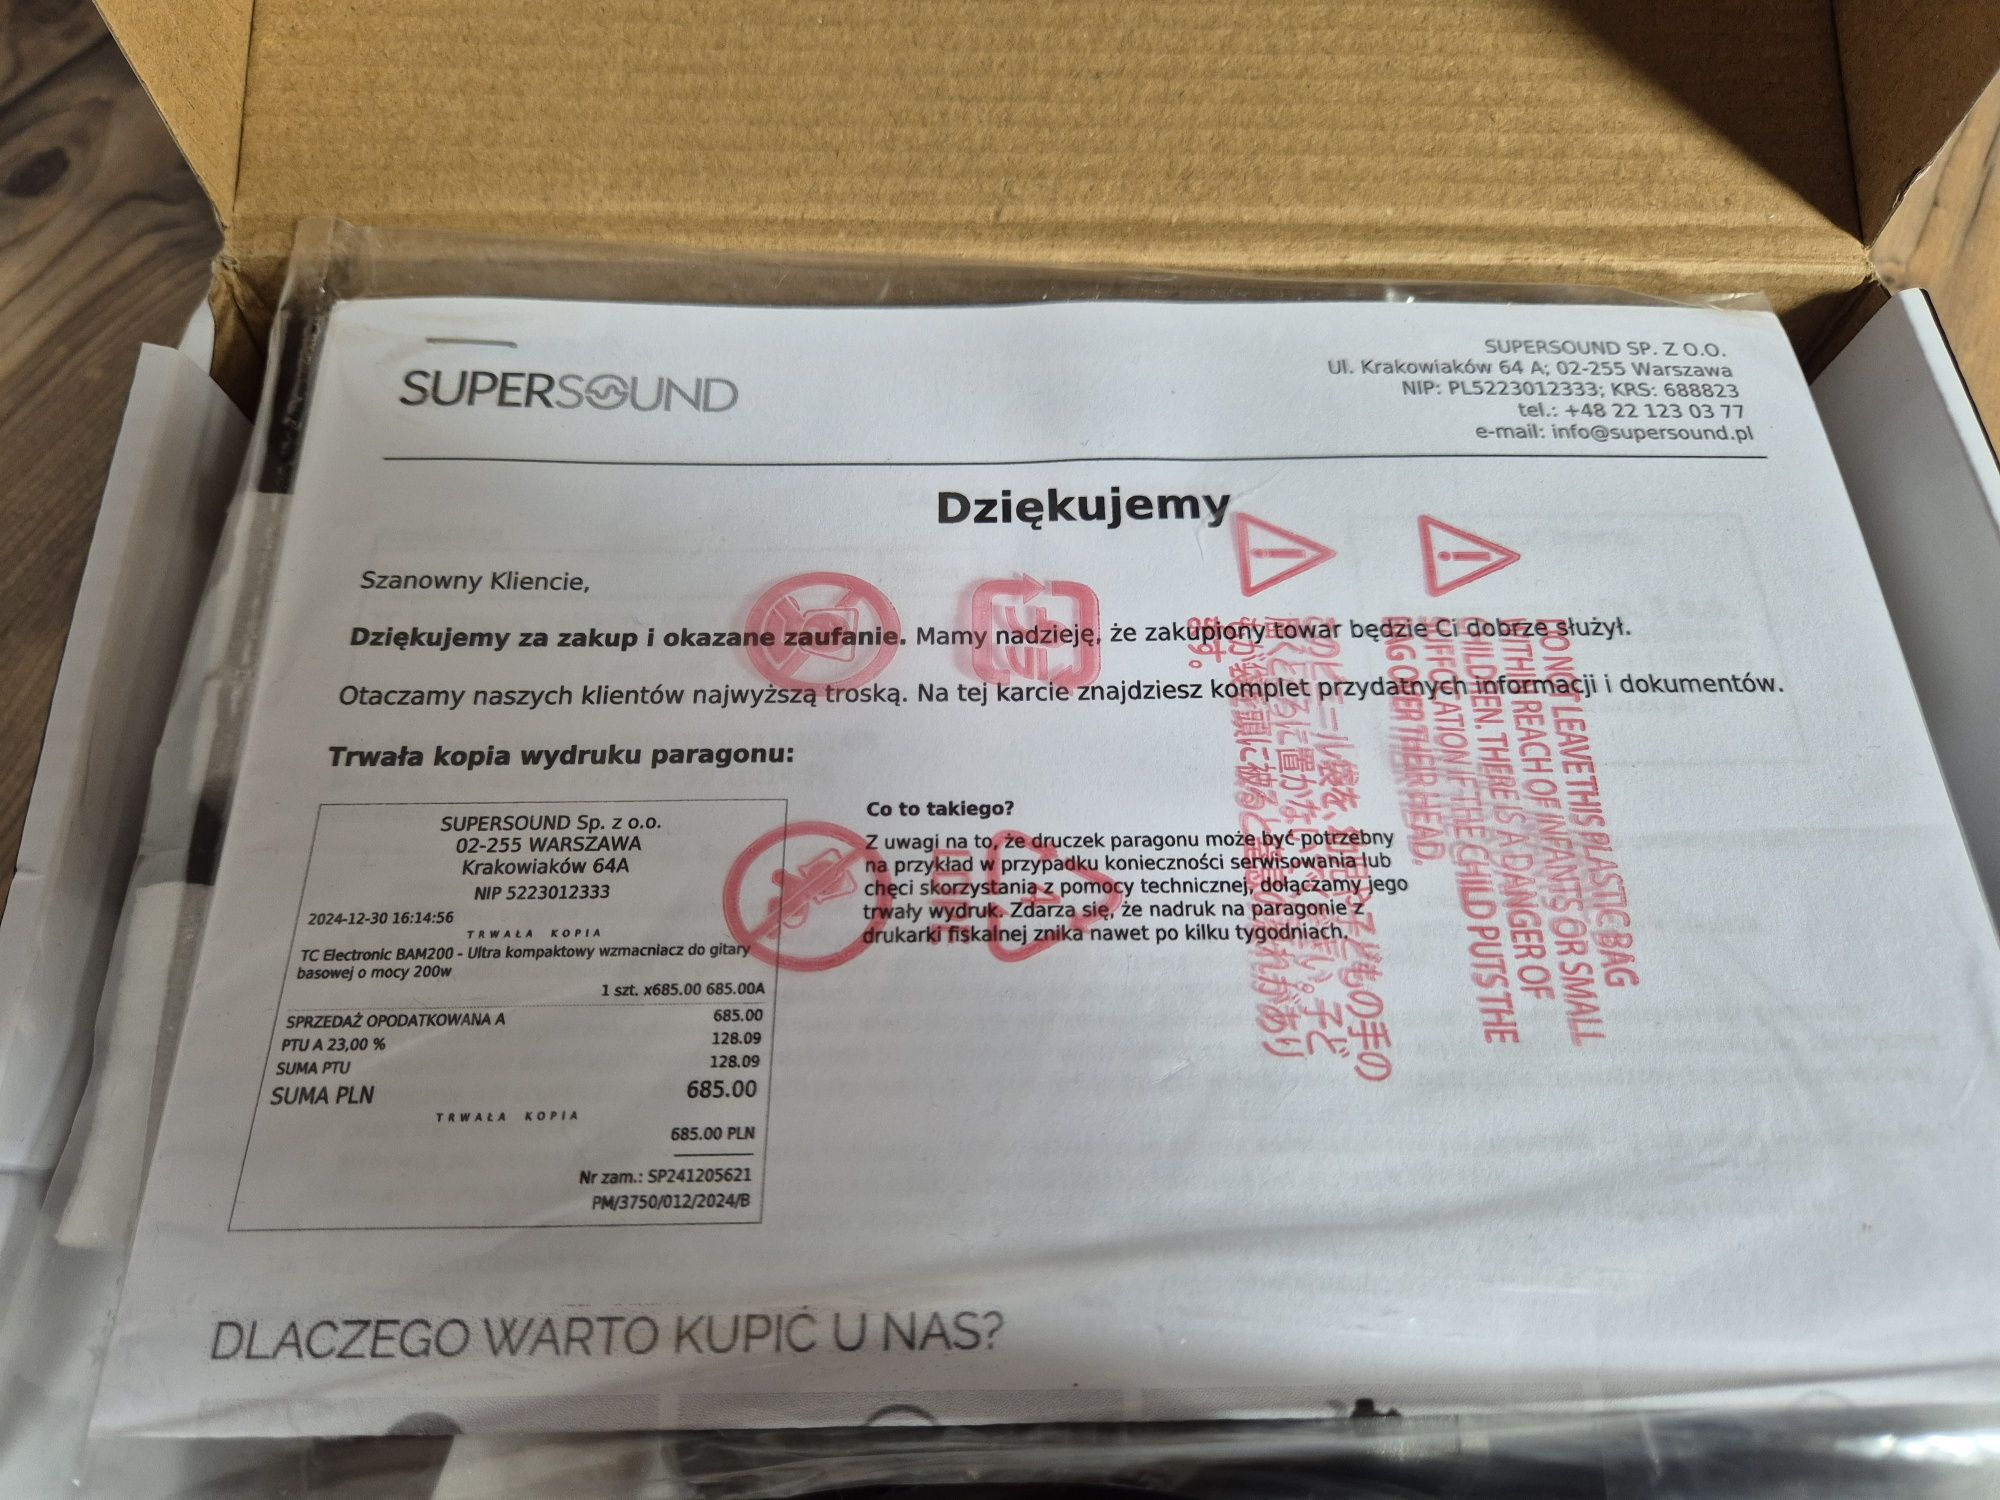 SUPERSOUND
SUPERSOUND SP. Z O.O.
Ul. Krakowiaków 64 A; 02-255 Warszawa
NIP: PL5223012333; KRS: 688823
tel.: +48 22 123 03 77
e-mail: info@supersound.pl
Dziękujemy
Szanowny Kliencie,
Dziękujemy za zakup i okazane zaufanie. Mamy nadzieję, że zakupiony towar będzie Ci dobrze służył.
Otaczamy naszych klientów najwyższą troską. Na tej karcie znajdziesz komplet przydatnych informacji i dokumentów.
Trwała kopia wydruku paragonu:
SUPERSOUND Sp. z o.o.
02-255 WARSZAWA
Krakowiaków 64A
NIP 5223012333
2024-12-30 16:14:56
TRWAŁA KOPIA
TC Electronic BAM200 - Ultra kompaktowy wzmacniacz do gitary
basowej o mocy 200w
1 szt. x685.00 685.00A
SPRZEDAŻ OPODATKOWANA A 685.00
PTU A 23,00 % 128.09
SUMA PTU 128.09
SUMA PLN 685.00
TRWAŁA KOPIA
685.00 PLN
Nr zam.: SP241205621
PM/3750/012/2024/B
Co to takiego?
Z uwagi na to, że druczek paragonu może być potrzebny
na przykład w przypadku konieczności serwisowania lub
chęci skorzystania z pomocy technicznej, dołączamy jego
trwały wydruk. Zdarza się, że nadruk na paragonie z
drukarki fiskalnej znika nawet po kilku tygodniach.
DO NOT LEAVE THIS PLASTIC BAG
WITH REACH OF INFANTS OR SMALL
CHILDREN. THERE IS A DANGER OF
SUFFOCATION IF THE CHILD PUTS THE
BAG OVER THEIR HEAD.
DLACZEGO WARTO KUPIĆ U NAS?